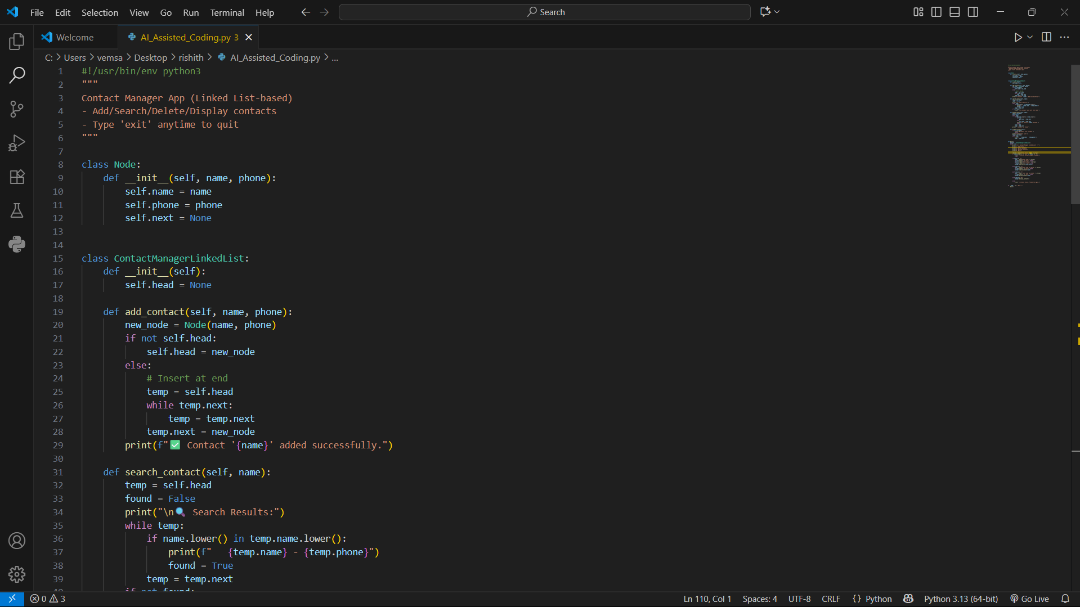 File Edit Selection View Go Run Terminal Help Search
Welcome AI_Assisted_Coding.py 3
C: > Users > vemsa > Desktop > rishith > AI_Assisted_Coding.py > ...
1 #!/usr/bin/env python3
2 """
3 Contact Manager App (Linked List-based)
4 - Add/Search/Delete/Display contacts
5 - Type 'exit' anytime to quit
6 """
7
8 class Node:
9     def __init__(self, name, phone):
10         self.name = name
11         self.phone = phone
12         self.next = None
13
14
15 class ContactManagerLinkedList:
16     def __init__(self):
17         self.head = None
18
19     def add_contact(self, name, phone):
20         new_node = Node(name, phone)
21         if not self.head:
22             self.head = new_node
23         else:
24             # Insert at end
25             temp = self.head
26             while temp.next:
27                 temp = temp.next
28             temp.next = new_node
29         print(f"✅ Contact '{name}' added successfully.")
30
31     def search_contact(self, name):
32         temp = self.head
33         found = False
34         print("\n🔍 Search Results:")
35         while temp:
36             if name.lower() in temp.name.lower():
37                 print(f"   {temp.name} - {temp.phone}")
38                 found = True
39             temp = temp.next
0 3 Ln 110, Col 1 Spaces: 4 UTF-8 CRLF {} Python Python 3.13 (64-bit) Go Live